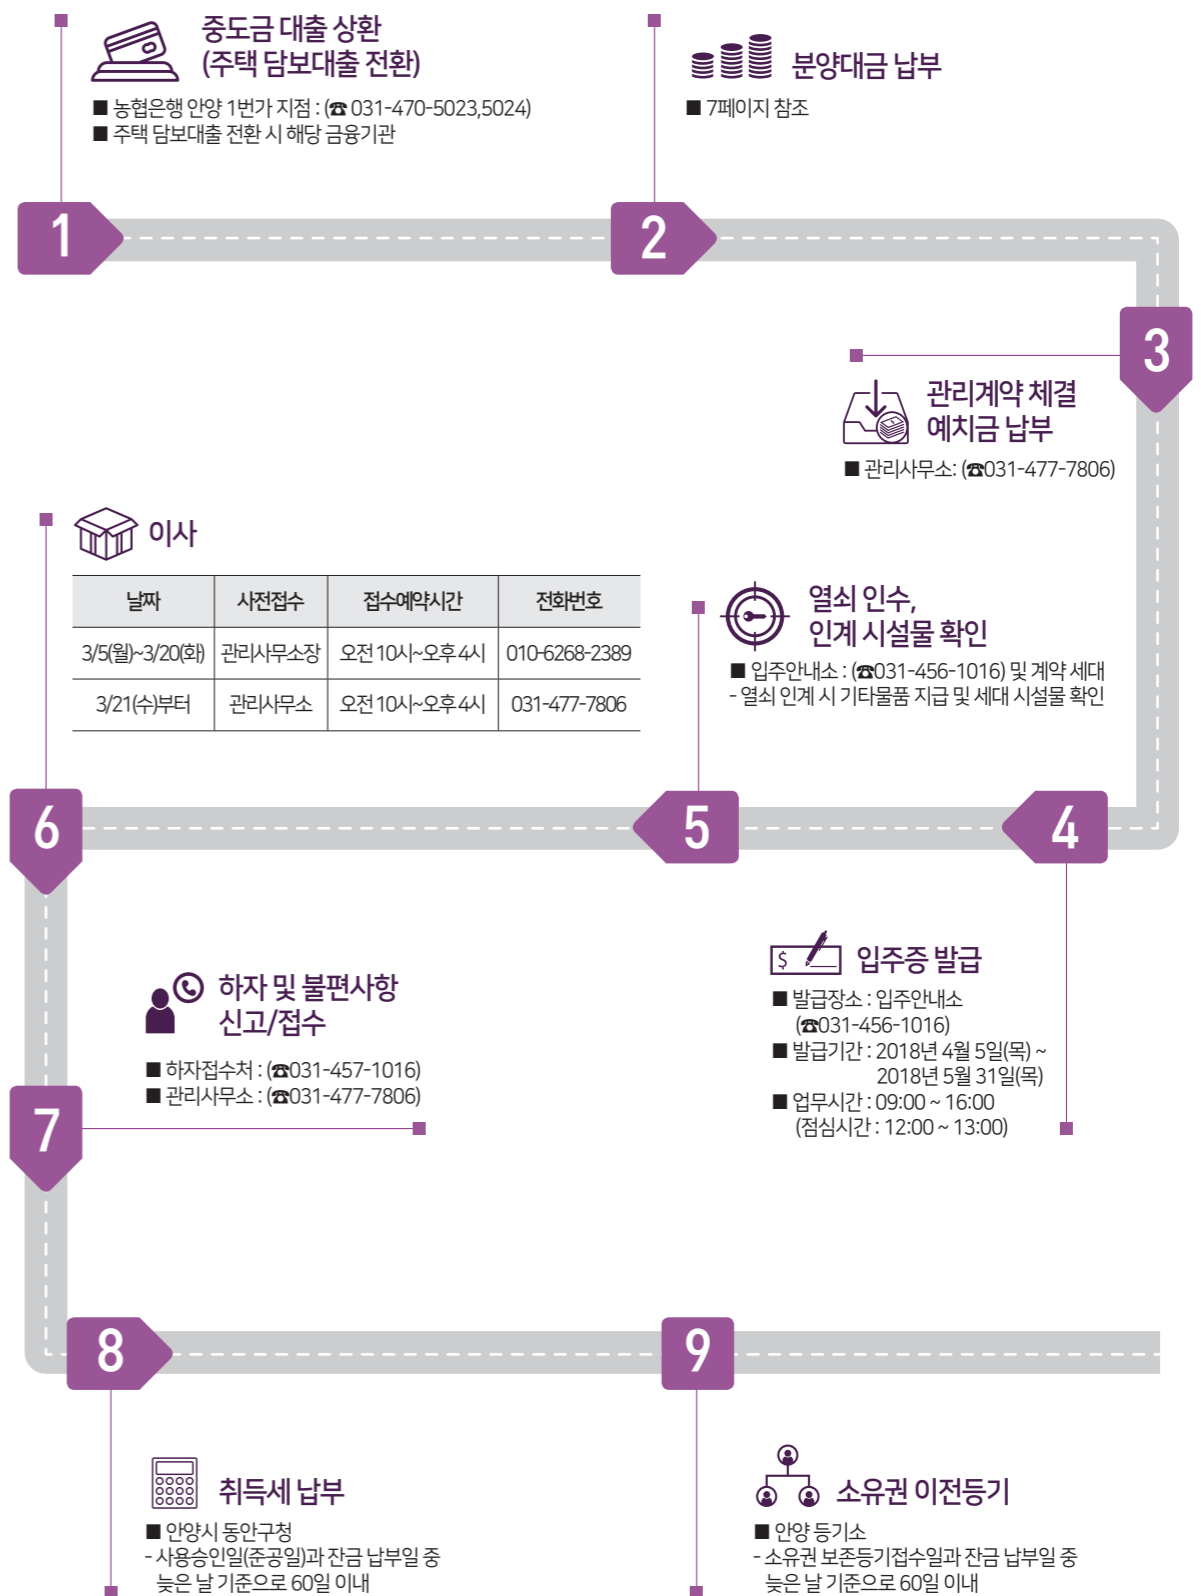 중도금 대출 상환
(주택 담보대출 전환)
■ 농협은행 안양 1번가 지점 : (☎ 031-470-5023,5024)
■ 주택 담보대출 전환 시 해당 금융기관
분양대금 납부
■ 7페이지 참조
1
2
3
관리계약 체결
예치금 납부
■ 관리사무소: (☎031-477-7806)
열쇠 인수,
인계 시설물 확인
■ 입주안내소 : (☎031-456-1016) 및 계약 세대
- 열쇠 인계 시 기타물품 지급 및 세대 시설물 확인
이사
날짜 사전접수 접수예약시간 전화번호
3/5(월)~3/20(화) 관리사무소장 오전 10시~오후 4시 010-6268-2389
3/21(수)부터 관리사무소 오전 10시~오후 4시 031-477-7806
6
5
4
입주증 발급
■ 발급장소 : 입주안내소
(☎031-456-1016)
■ 발급기간 : 2018년 4월 5일(목) ~
2018년 5월 31일(목)
■ 업무시간 : 09:00 ~ 16:00
(점심시간 : 12:00 ~ 13:00)
하자 및 불편사항
신고/접수
■ 하자접수처 : (☎031-457-1016)
■ 관리사무소 : (☎031-477-7806)
7
8
9
취득세 납부
■ 안양시 동안구청
- 사용승인일(준공일)과 잔금 납부일 중
늦은 날 기준으로 60일 이내
소유권 이전등기
■ 안양 등기소
- 소유권 보존등기접수일과 잔금 납부일 중
늦은 날 기준으로 60일 이내